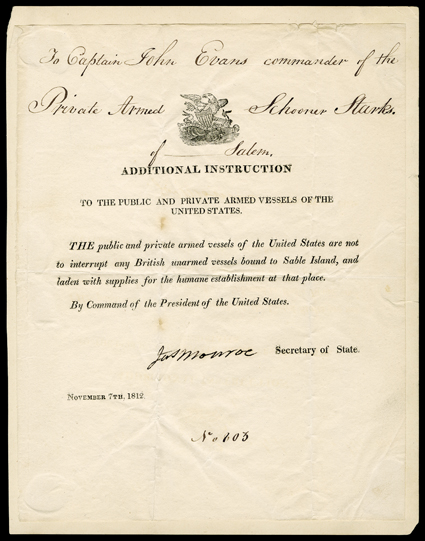 To Captain John Evans commander of the
Private Armed Schooner Starks.
of Salem,
ADDITIONAL INSTRUCTION
TO THE PUBLIC AND PRIVATE ARMED VESSELS OF THE
UNITED STATES.
THE public and private armed vessels of the United States are not
to interrupt any British unarmed vessels bound to Sable Island, and
laden with supplies for the humane establishment at that place.
By Command of the President of the United States.
Jas Monroe Secretary of State.
NOVEMBER 7TH, 1812.
No 603